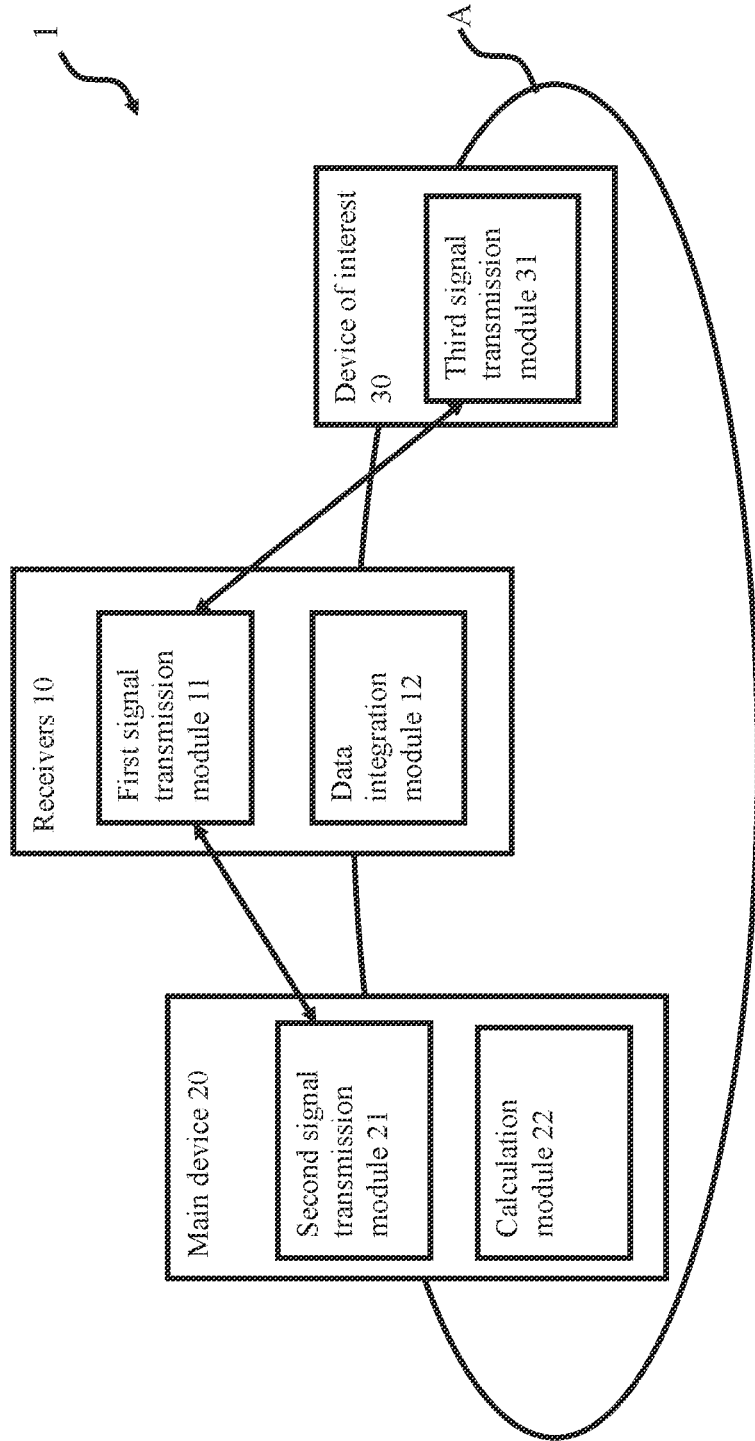 1
A
Receivers 10
First signal
transmission
module 11
Data
integration
module 12
Main device 20
Second signal
transmission
module 21
Calculation
module 22
Device of interest
30
Third signal
transmission
module 31